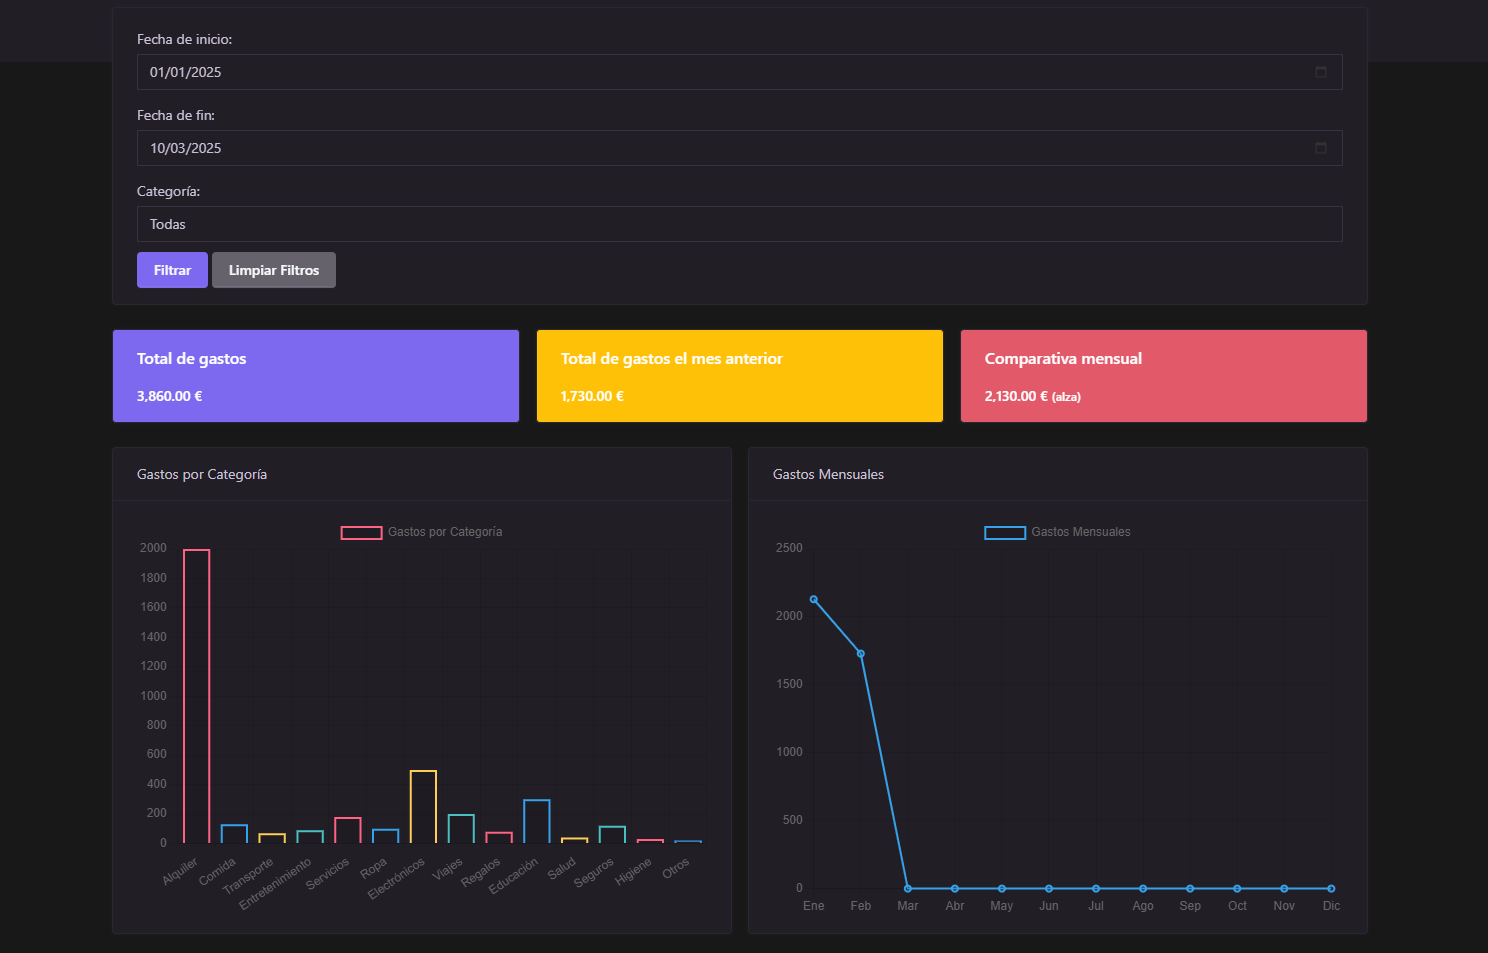 Fecha de inicio:
01/01/2025
Fecha de fin:
10/03/2025
Categoría:
Todas
Filtrar Limpiar Filtros
Total de gastos
3,860.00 €
Total de gastos el mes anterior
1,730.00 €
Comparativa mensual
2,130.00 € (alza)
Gastos por Categoría
Gastos por Categoría
2000
1800
1600
1400
1200
1000
800
600
400
200
0
Alquiler Comida Transporte Entretenimiento Servicios Ropa Electrónicos Viajes Regalos Educación Salud Seguros Higiene Otros
Gastos Mensuales
Gastos Mensuales
2500
2000
1500
1000
500
0
Ene Feb Mar Abr May Jun Jul Ago Sep Oct Nov Dic